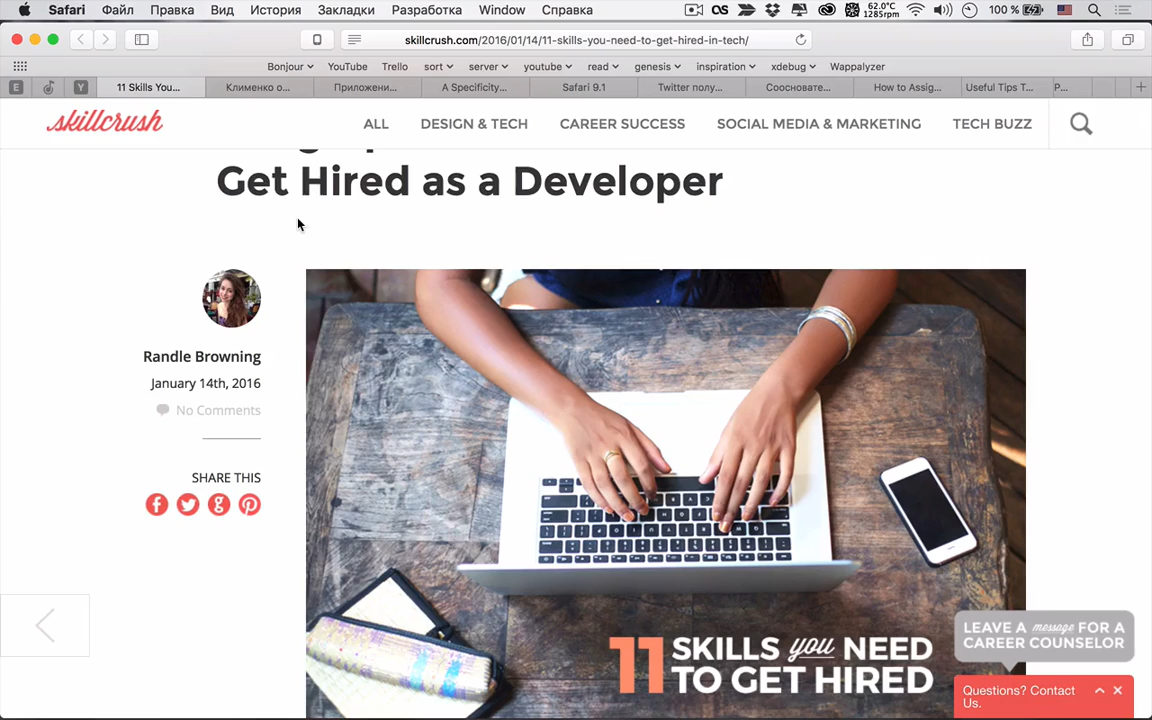 Safari Файл Правка Вид История Закладки Разработка Window Справка 62.0°C 1285rpm 100 %
skillcrush.com/2016/01/14/11-skills-you-need-to-get-hired-in-tech/
Bonjour YouTube Trello sort server youtube read genesis inspiration xdebug Wappalyzer
E Y 11 Skills You... Клименко о... Приложени... A Specificity... Safari 9.1 Twitter полу... Сосноватe... How to Assig... Useful Tips T... P...
skillcrush ALL DESIGN & TECH CAREER SUCCESS SOCIAL MEDIA & MARKETING TECH BUZZ
Get Hired as a Developer
Randle Browning
January 14th, 2016
No Comments
SHARE THIS
11 SKILLS you NEED
TO GET HIRED
LEAVE A message FOR A
CAREER COUNSELOR
Questions? Contact
Us.